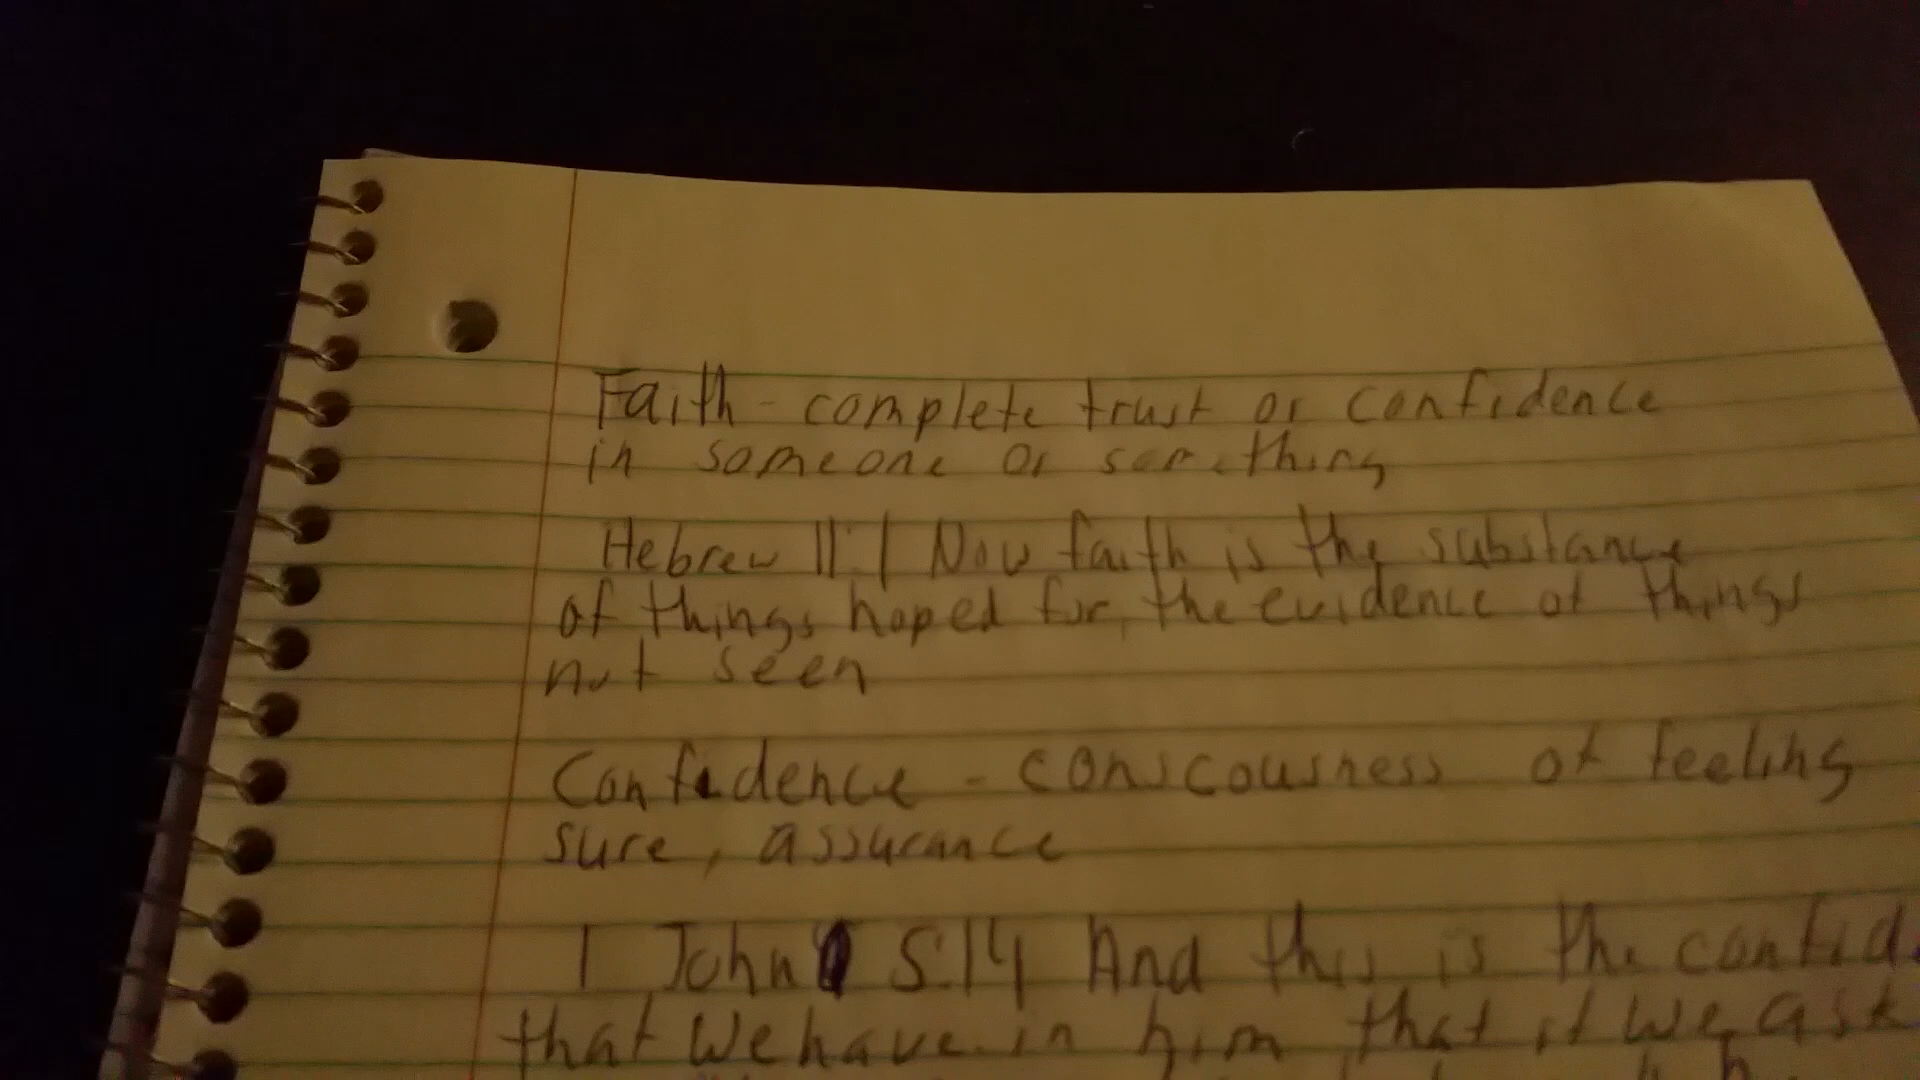 Faith - complete trust or confidence
in someone or something
Hebrew 11:1 Now faith is the substance
of things hoped for, the evidence of things
not seen
Confidence - conscousness of feeling
sure, assurance
1 John 5:14 And this is the confid
that we have in him that if we ask